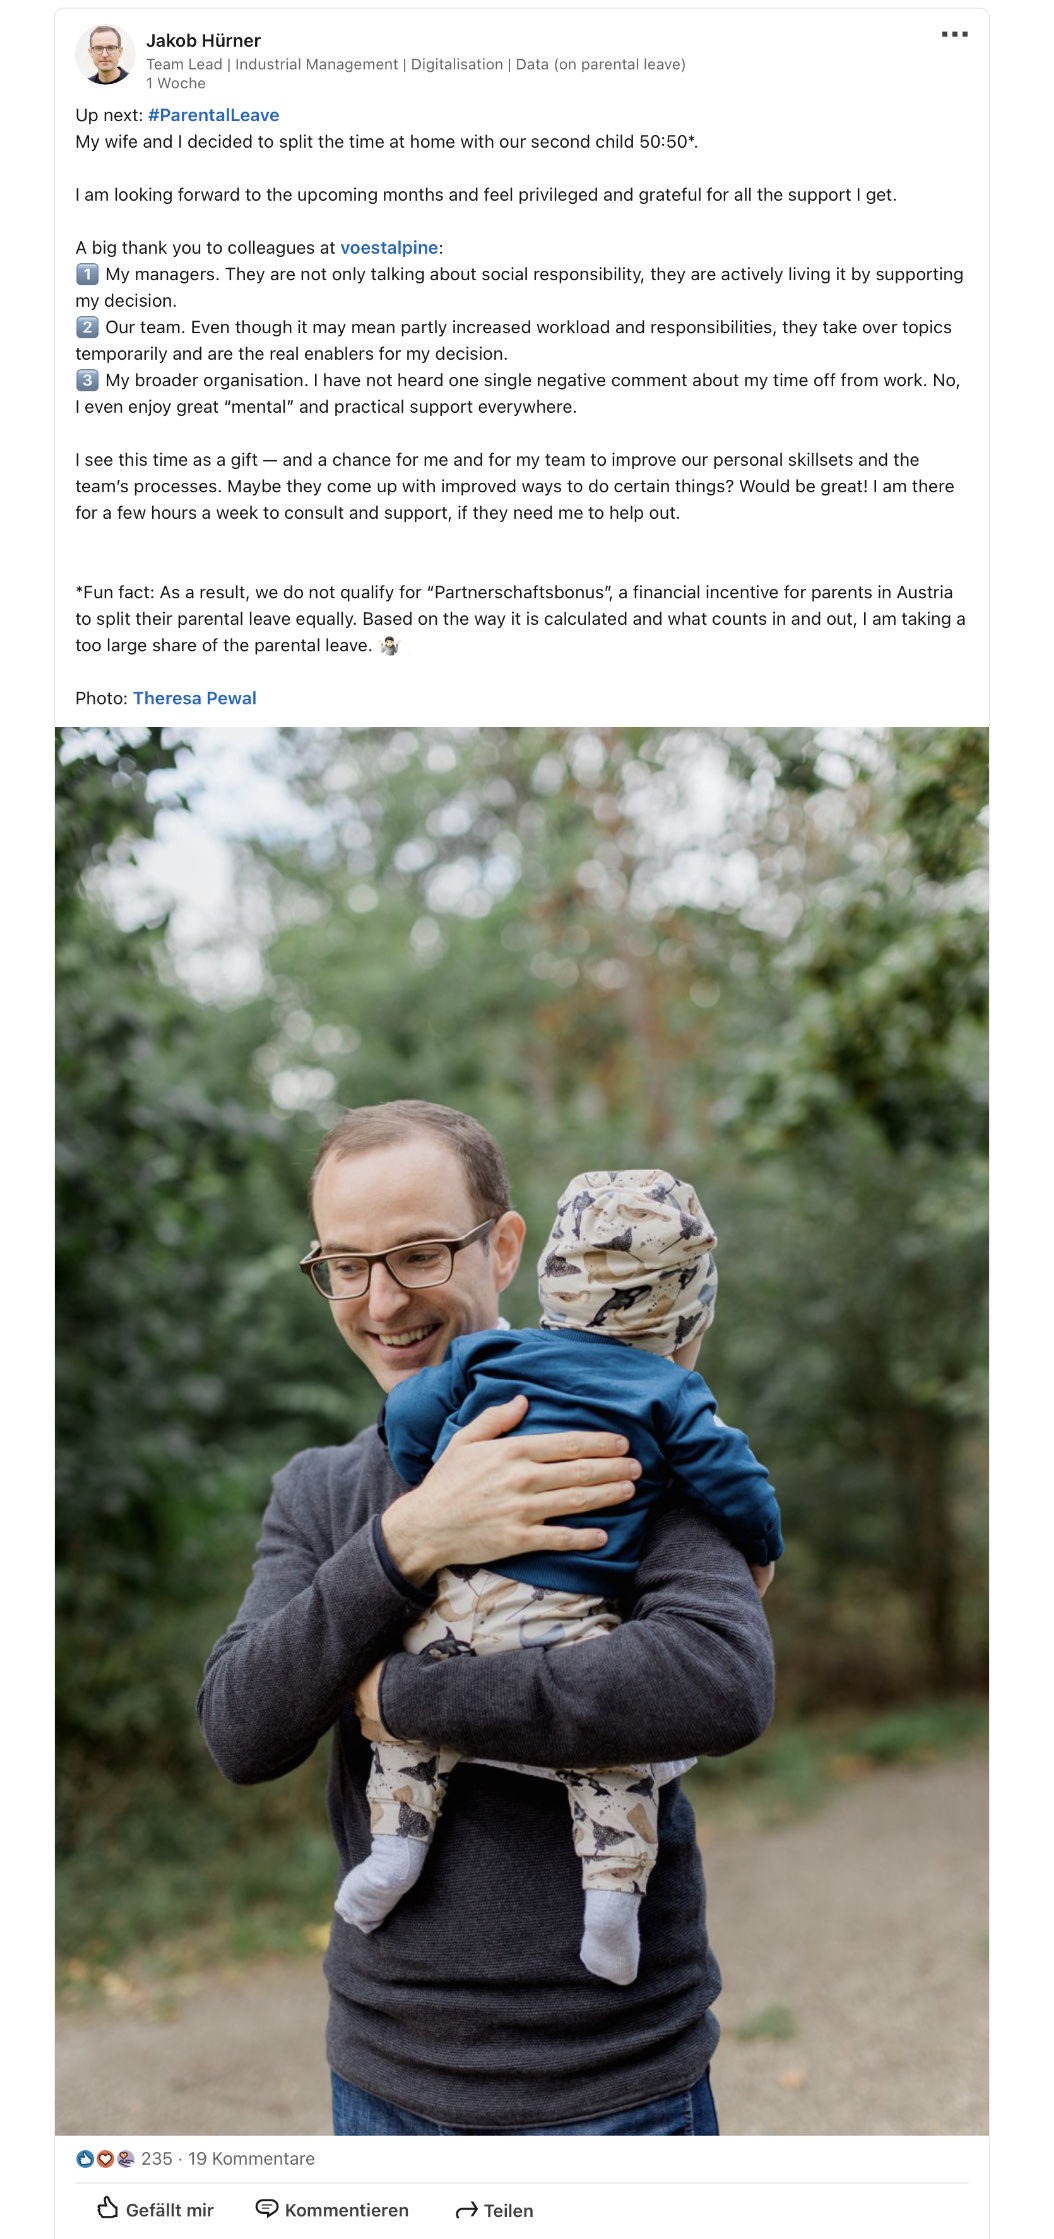 Jakob Hürner
Team Lead | Industrial Management | Digitalisation | Data (on parental leave)
1 Woche
Up next: #ParentalLeave
My wife and I decided to split the time at home with our second child 50:50*.
I am looking forward to the upcoming months and feel privileged and grateful for all the support I get.
A big thank you to colleagues at voestalpine:
1️⃣ My managers. They are not only talking about social responsibility, they are actively living it by supporting
my decision.
2️⃣ Our team. Even though it may mean partly increased workload and responsibilities, they take over topics
temporarily and are the real enablers for my decision.
3️⃣ My broader organisation. I have not heard one single negative comment about my time off from work. No,
I even enjoy great “mental” and practical support everywhere.
I see this time as a gift — and a chance for me and for my team to improve our personal skillsets and the
team’s processes. Maybe they come up with improved ways to do certain things? Would be great! I am there
for a few hours a week to consult and support, if they need me to help out.
*Fun fact: As a result, we do not qualify for “Partnerschaftsbonus”, a financial incentive for parents in Austria
to split their parental leave equally. Based on the way it is calculated and what counts in and out, I am taking a
too large share of the parental leave. 🤷🏻‍♂️
Photo: Theresa Pewal
235 · 19 Kommentare
Gefällt mir Kommentieren Teilen